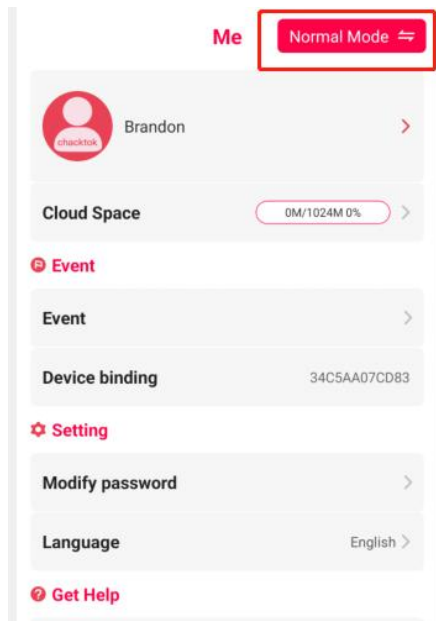 Me
Normal Mode
chacktok
Brandon
Cloud Space
0M/1024M 0%
Event
Event
Device binding
34C5AA07CD83
Setting
Modify password
Language
English
Get Help